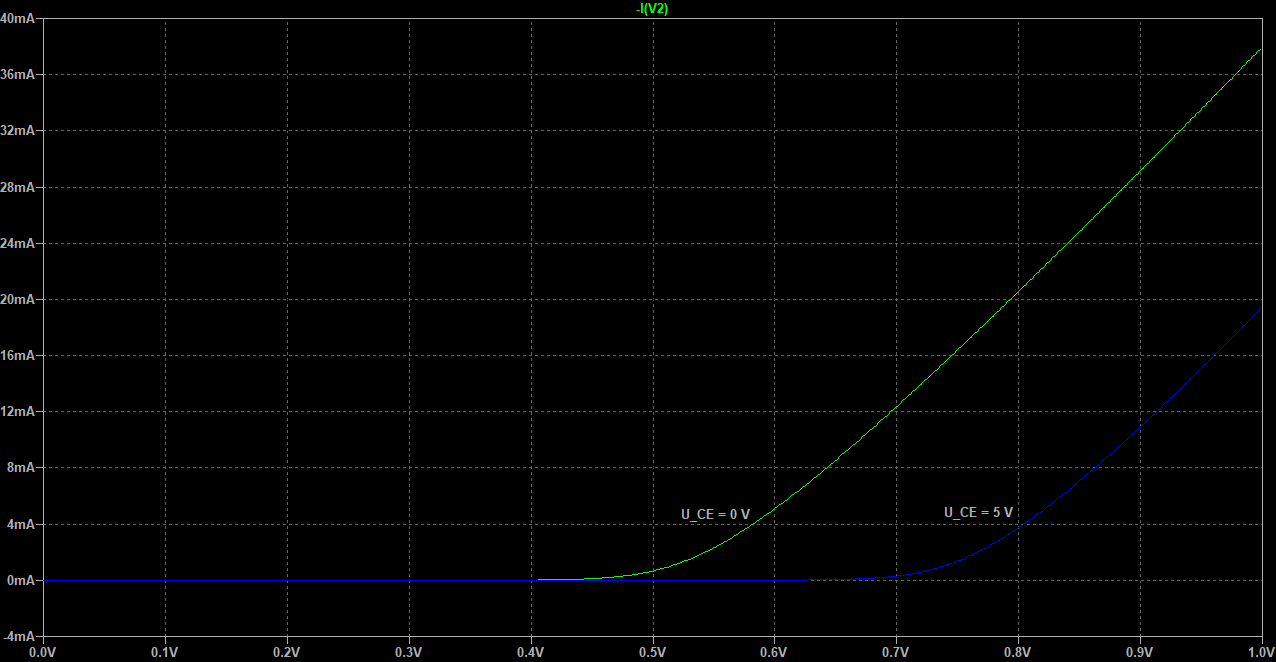 -I(V2)
40mA
36mA
32mA
28mA
24mA
20mA
16mA
12mA
8mA
4mA
0mA
-4mA
U_CE = 0 V
U_CE = 5 V
0.0V 0.1V 0.2V 0.3V 0.4V 0.5V 0.6V 0.7V 0.8V 0.9V 1.0V